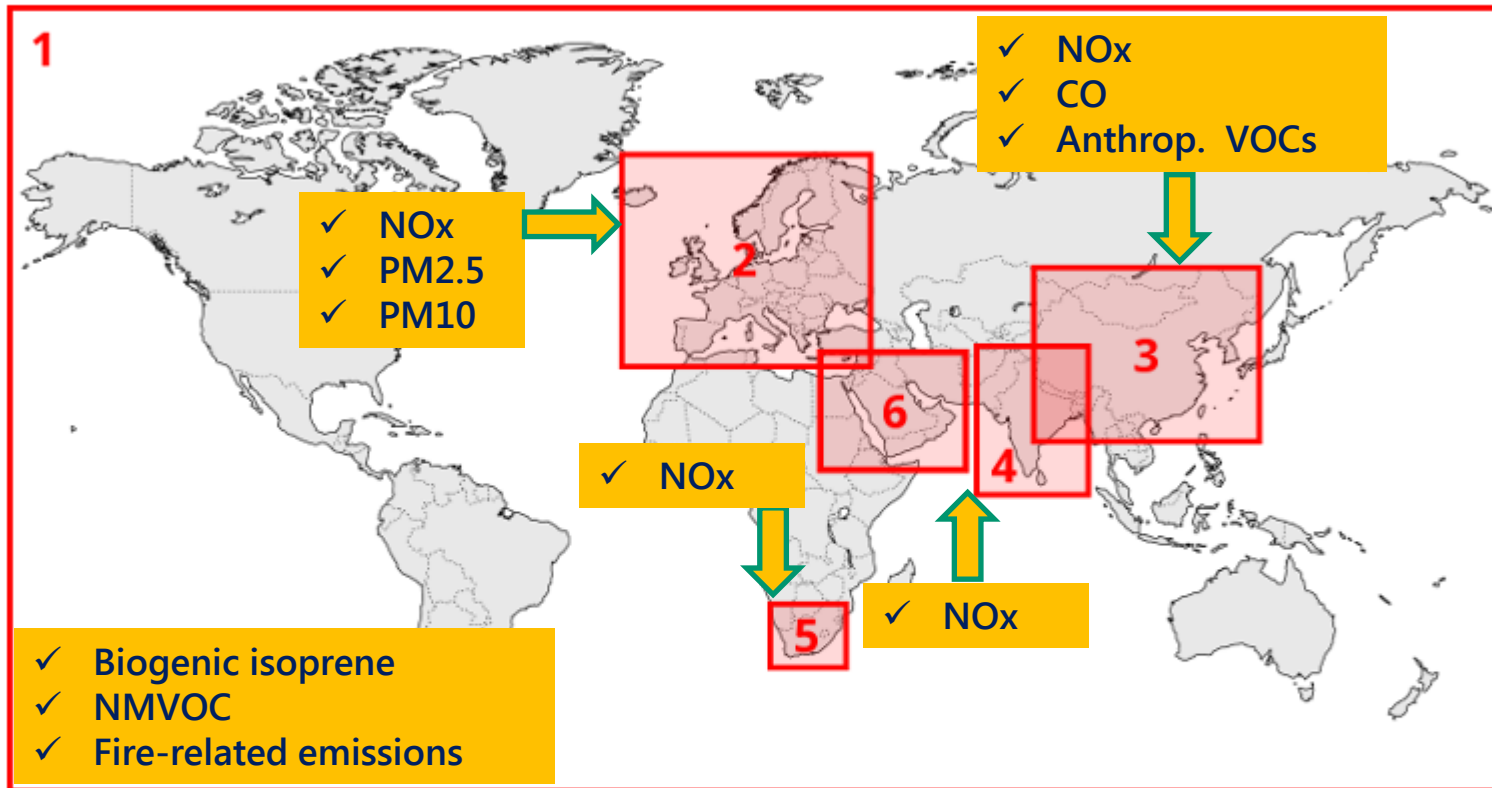 1
✓ NOx
✓ CO
✓ Anthrop. VOCs
✓ NOx
✓ PM2.5
✓ PM10
2
3
6
4
✓ NOx
✓ NOx
5
✓ Biogenic isoprene
✓ NMVOC
✓ Fire-related emissions